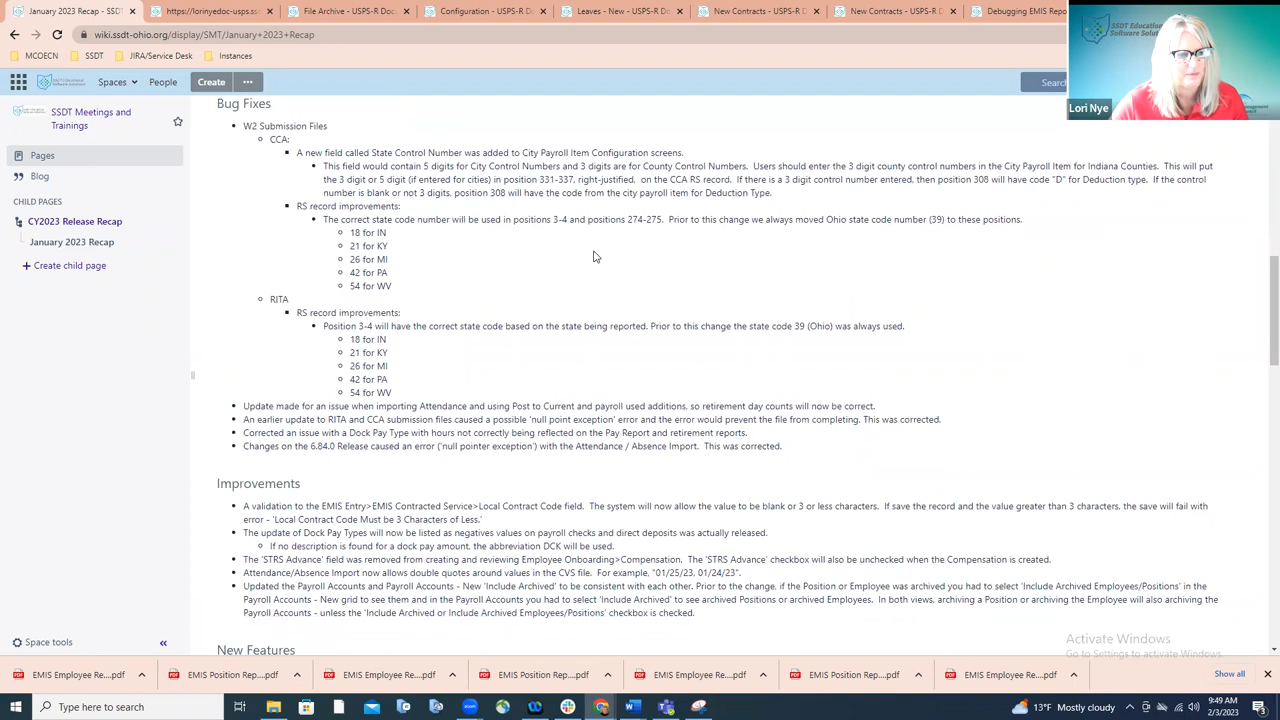 January 2023 Recap
https://lorinyedoc.ssdt-ohio
File Archive - USPS-R Doc
Configuration - USPS-R D
Leaves - New - USPS-R D
New Contracts - USPS-R D
New Contracts - USPS-R D
Debugging EMIS Repo
wiki.ssdt-ohio.org/display/SMT/January+2023+Recap
MCOECN
SSDT
JIRA/Service Desk
Instances
SSDT Education
Software Solut
Spaces
People
Create
Search
Lori Nye
SSDT Meetings and
Trainings
Pages
Blog
CHILD PAGES
CY2023 Release Recap
January 2023 Recap
+ Create child page
Space tools
Bug Fixes
W2 Submission Files
CCA:
A new field called State Control Number was added to City Payroll Item Configuration screens.
This field would contain 5 digits for City Control Numbers and 3 digits are for County Control Numbers. Users should enter the 3 digit county control numbers in the City Payroll Item for Indiana Counties. This will put
the 3 digit or 5 digit (if entered for cities) in position 331-337, right-justified, on the CCA RS record. If there is a 3 digit control number entered, then position 308 will have code "D" for Deduction type. If the control
number is blank or not 3 digits, position 308 will have the code from the city payroll item for Deduction Type.
RS record improvements:
The correct state code number will be used in positions 3-4 and positions 274-275. Prior to this change we always moved Ohio state code number (39) to these positions.
18 for IN
21 for KY
26 for MI
42 for PA
54 for WV
RITA
RS record improvements:
Position 3-4 will have the correct state code based on the state being reported. Prior to this change the state code 39 (Ohio) was always used.
18 for IN
21 for KY
26 for MI
42 for PA
54 for WV
Update made for an issue when importing Attendance and using Post to Current and payroll used additions, so retirement day counts will now be correct.
An earlier update to RITA and CCA submission files caused a possible 'null point exception' error and the error would prevent the file from completing. This was corrected.
Corrected an issue with a Dock Pay Type with hours not correctly being reflected on the Pay Report and retirement reports.
Changes on the 6.84.0 Release caused an error ('null pointer exception') with the Attendance / Absence Import. This was corrected.
Improvements
A validation to the EMIS Entry>EMIS Contracted Service>Local Contract Code field. The system will now allow the value to be blank or 3 or less characters. If save the record and the value greater than 3 characters, the save will fail with
error - 'Local Contract Code Must be 3 Characters of Less.'
The update of Dock Pay Types will now be listed as negatives values on payroll checks and direct deposits was actually released.
If no description is found for a dock pay amount, the abbreviation DCK will be used.
The 'STRS Advance' field was removed from creating and reviewing Employee Onboarding>Compensation. The 'STRS Advance' checkbox will also be unchecked when the Compensation is created.
Attendance/Absence Import now allows double quotes around values in the CVS file. For example, "01/25/23, 01/24/23".
Updated the Payroll Accounts and Payroll Accounts - New 'Include Archived' to be consistent with each other. Prior to the change, if the Position or Employee was archived you had to select 'Include Archived Employees/Positions' in the
Payroll Accounts - New grid to see them and in the Payroll Accounts you had to select 'Include Archived' to see archived Positions or archived Employees. In both views, archiving a Position or archiving the Employee will also archiving the
Payroll Accounts - unless the 'Include Archived or Include Archived Employees/Positions' checkbox is checked.
New Features
Activate Windows
Go to Settings to activate Windows.
EMIS Employee Re....pdf
EMIS Position Rep....pdf
EMIS Employee Re....pdf
EMIS Position Rep....pdf
EMIS Employee Re....pdf
EMIS Position Rep....pdf
EMIS Employee Re....pdf
Show all
Type here to search
13°F Mostly cloudy
9:49 AM
2/3/2023